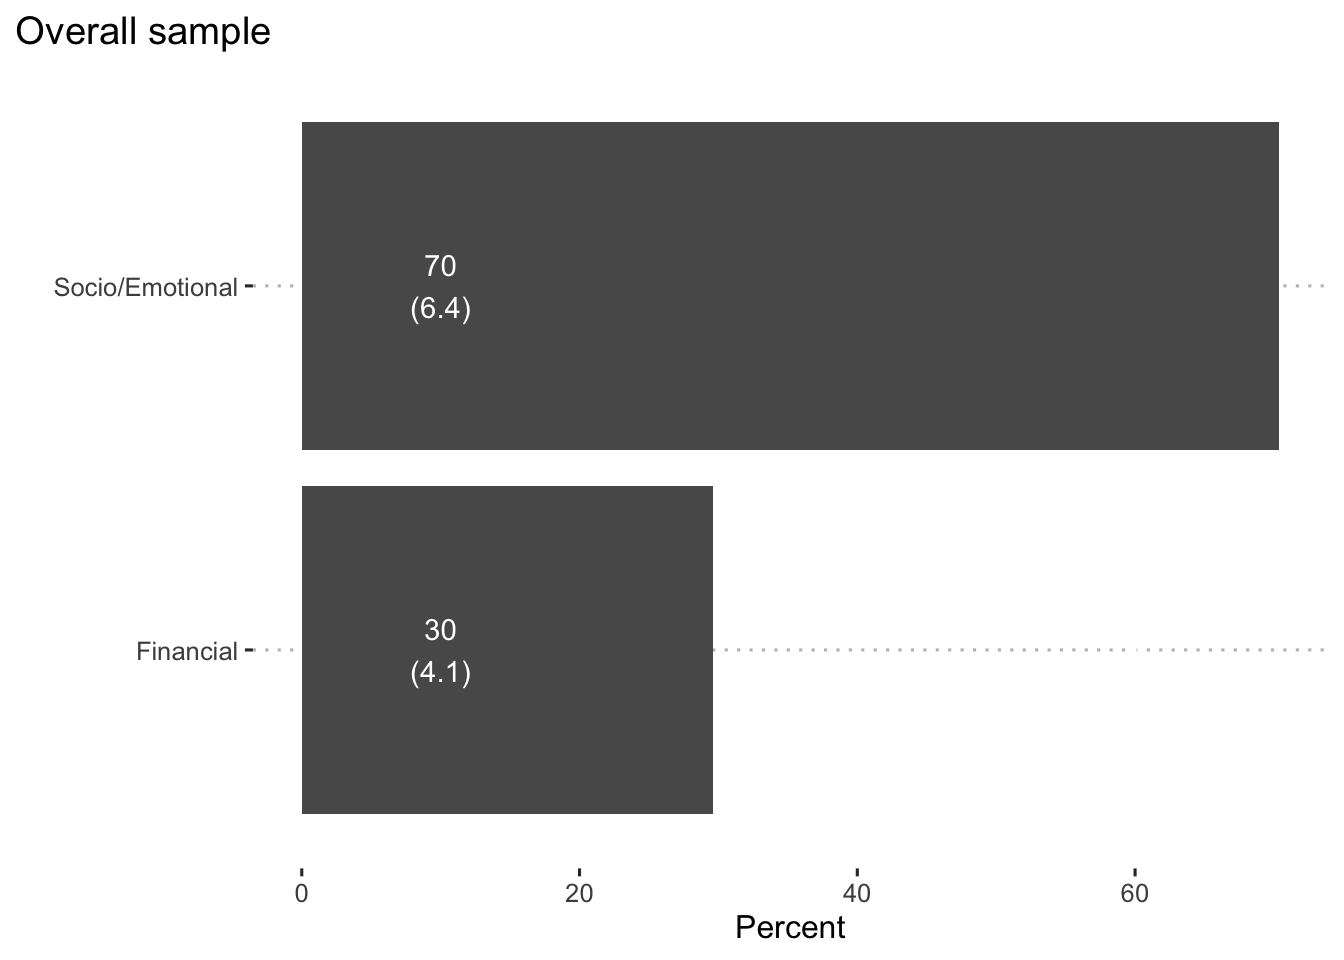 Overall sample
Socio/Emotional
70
(6.4)
Financial
30
(4.1)
0 20 40 60
Percent